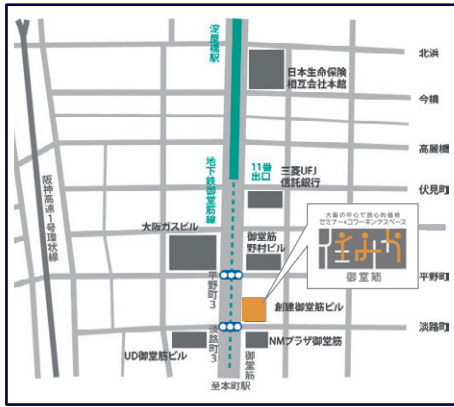 淀屋橋駅
北浜
日本生命保険
相互会社本館
今橋
高麗橋
地下鉄御堂筋線
11番
出口
三菱UFJ
信託銀行
伏見町
阪神高速1号環状線
大阪の中心で良心的価格
セミナー・コワーキングスペース
大阪ガスビル
御堂筋
野村ビル
御堂筋
平野町3
平野町
創建御堂筋ビル
淡路町3
淡路町
UD御堂筋ビル
御堂筋
NMプラザ御堂筋
至本町駅